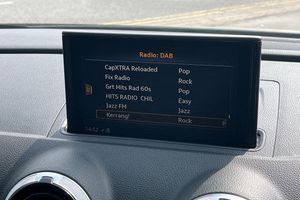 Radio: DAB
CapXTRA Reloaded Pop
Fix Radio Rock
Grt Hits Rad 60s Pop
HITS RADIO CHIL Easy
Jazz FM Jazz
Kerrang! Rock